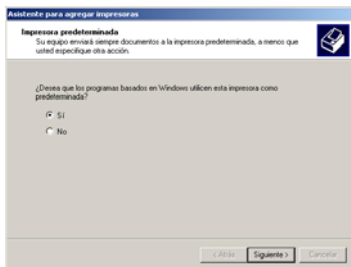 Asistente para agregar impresoras
Impresora predeterminada
Su equipo enviará siempre documentos a la impresora predeterminada, a menos que
usted especifique otra acción.
¿Desea que los programas basados en Windows utilicen esta impresora como
predeterminada?
Sí
No
< Atrás
Siguiente >
Cancelar